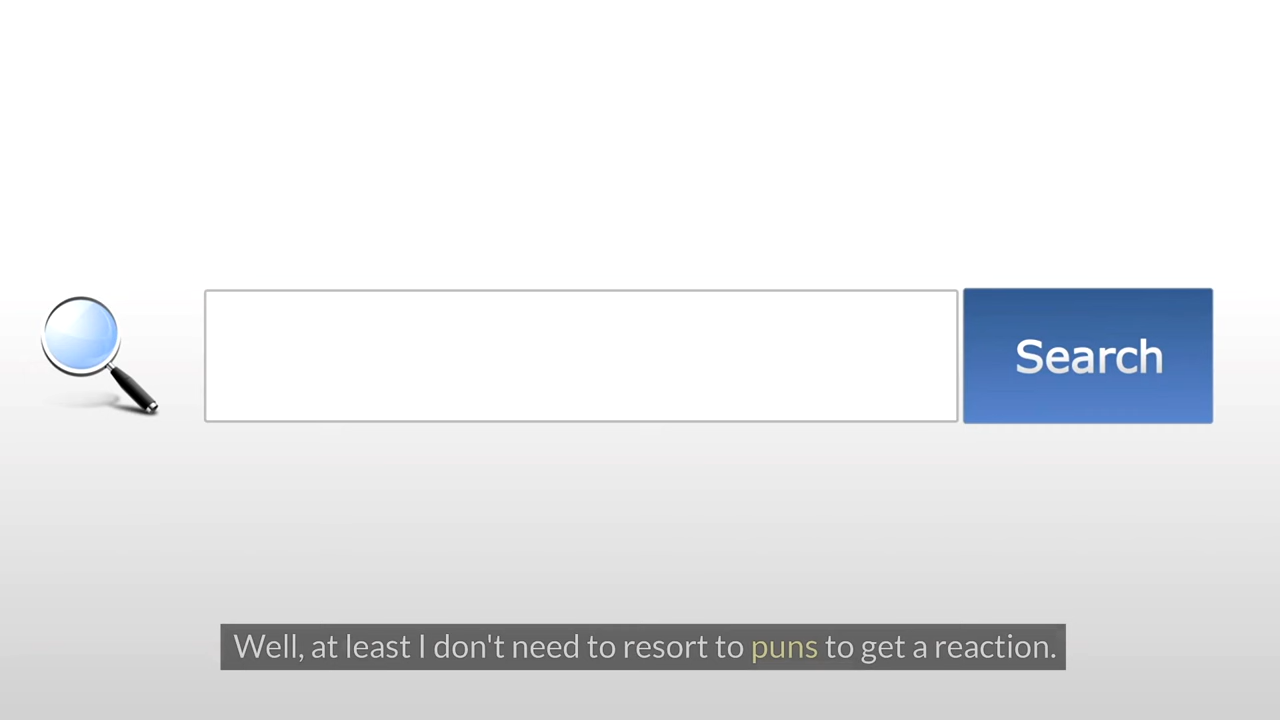 Search
Well, at least I don't need to resort to puns to get a reaction.